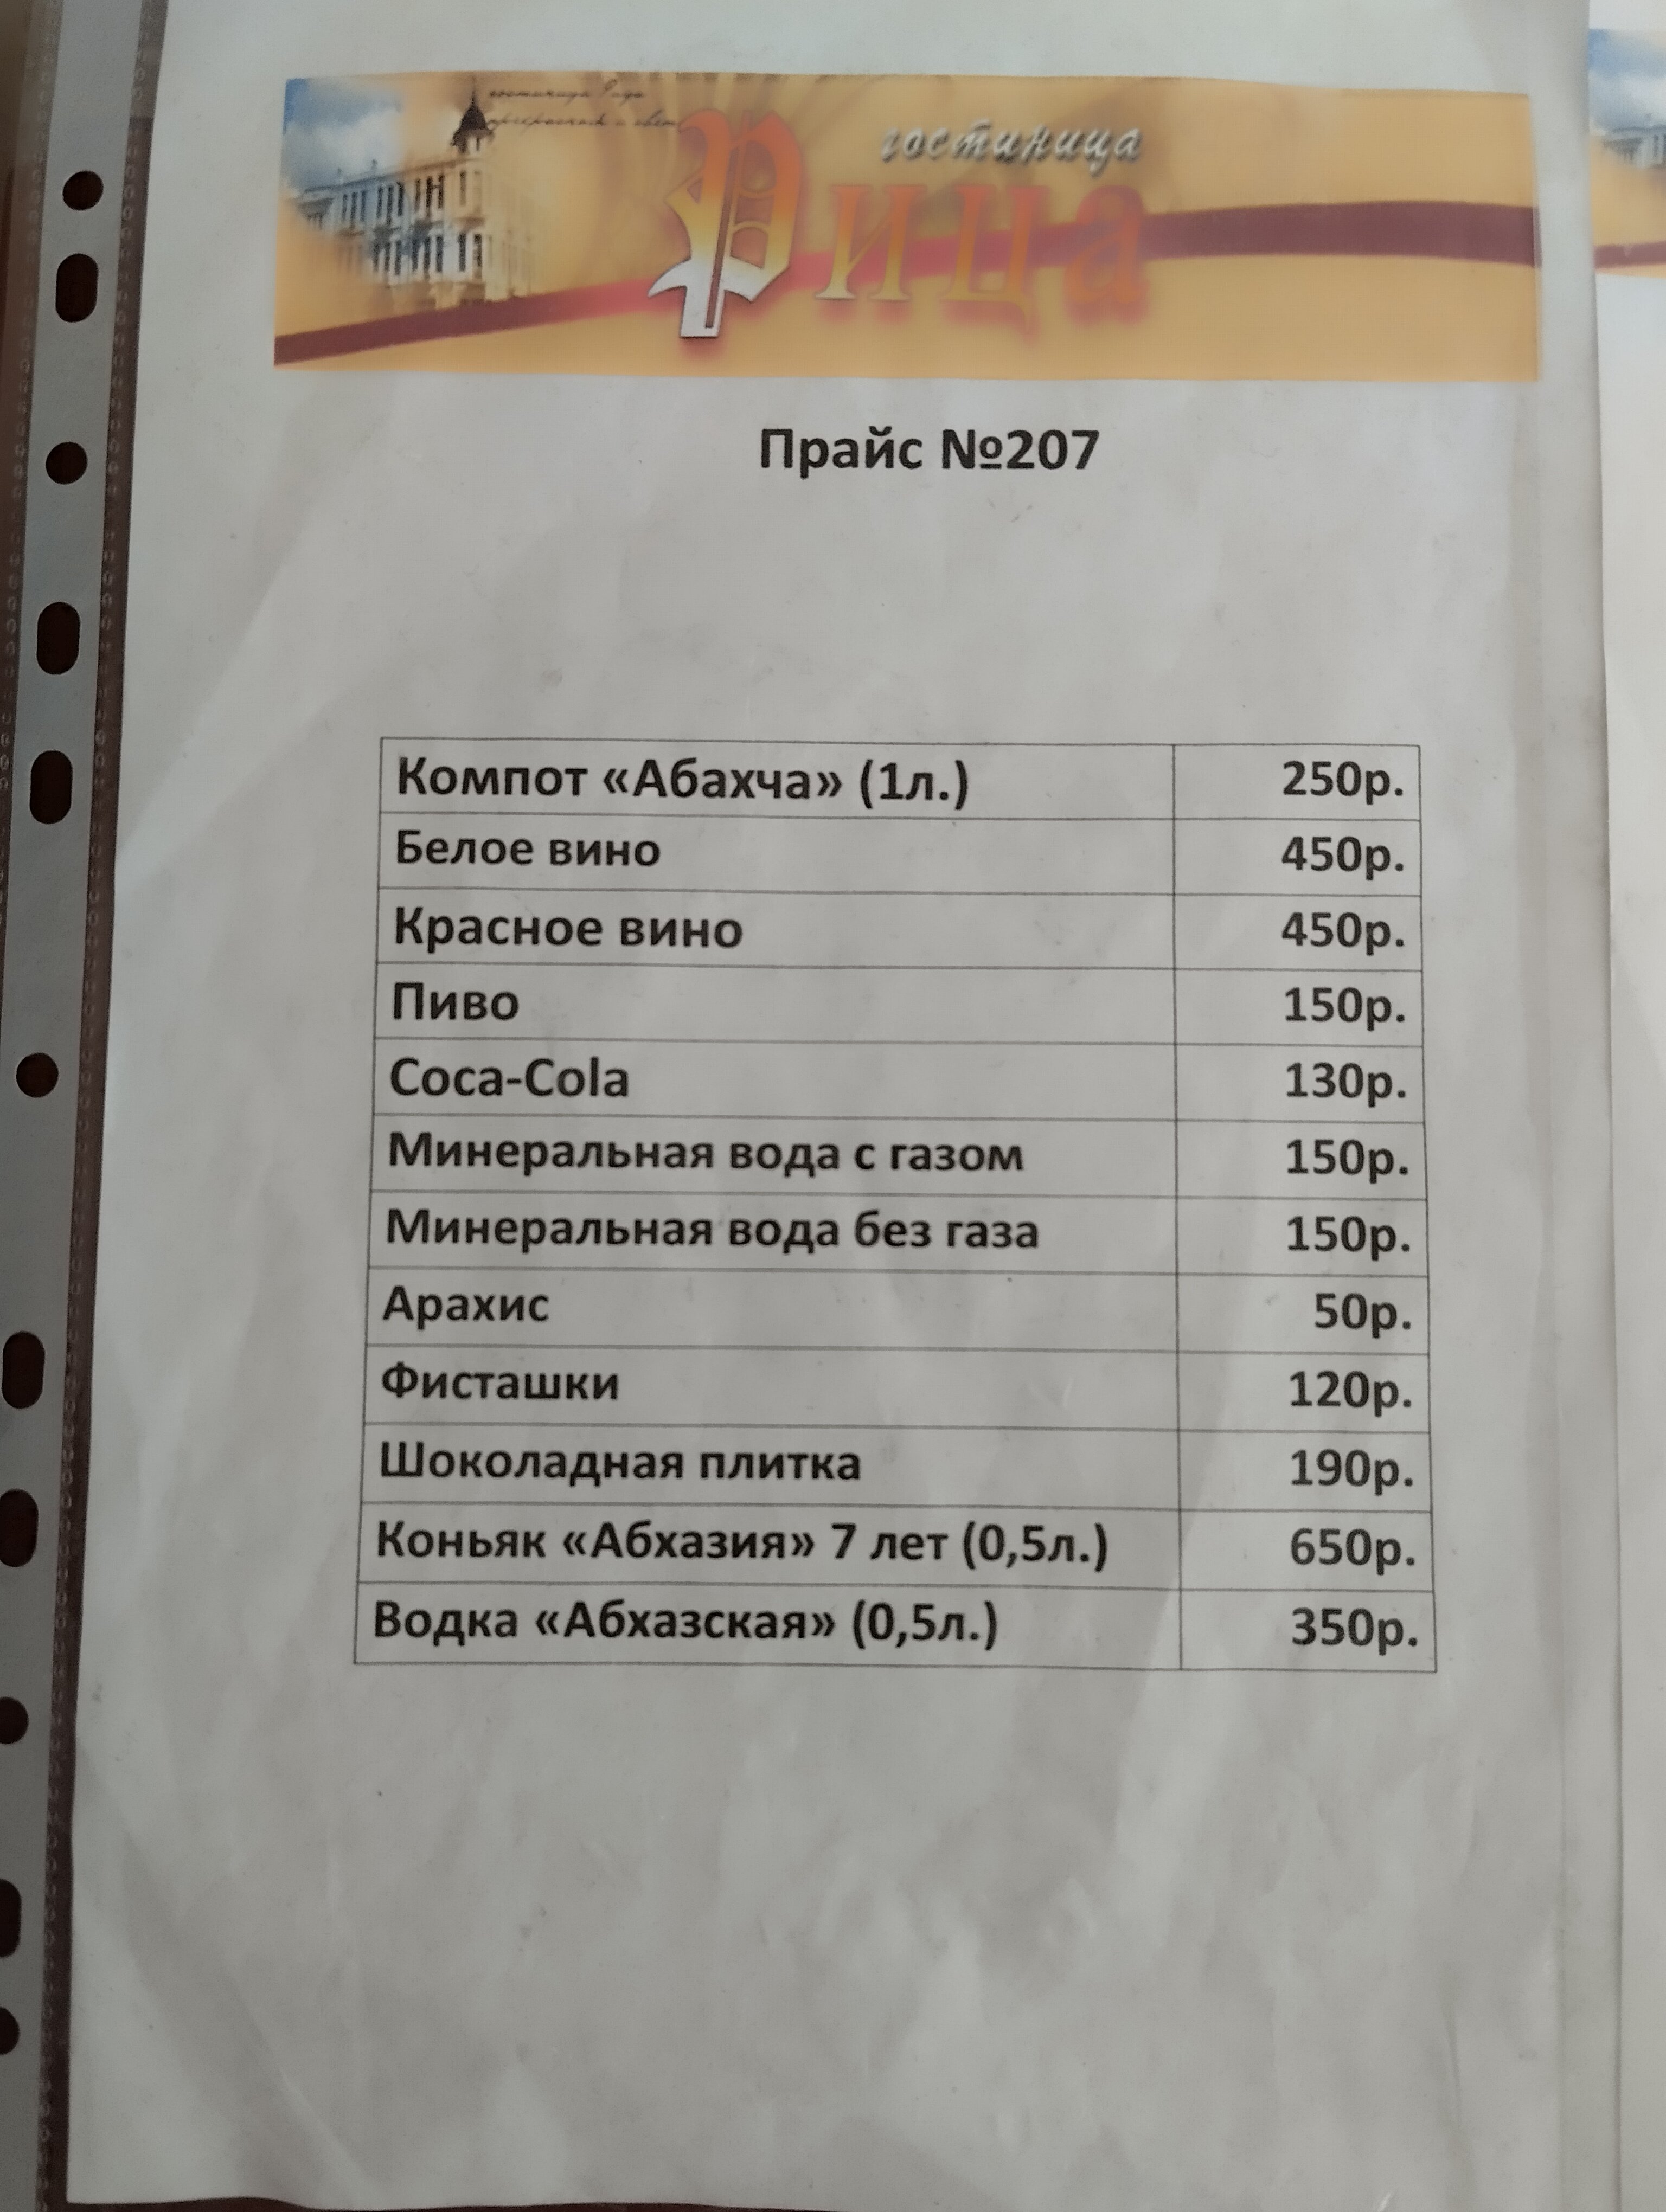 гостиница
Рица
Прайс №207
Компот «Абахча» (1л.) 250р.
Белое вино 450р.
Красное вино 450р.
Пиво 150р.
Coca-Cola 130р.
Минеральная вода с газом 150р.
Минеральная вода без газа 150р.
Арахис 50р.
Фисташки 120р.
Шоколадная плитка 190р.
Коньяк «Абхазия» 7 лет (0,5л.) 650р.
Водка «Абхазская» (0,5л.) 350р.